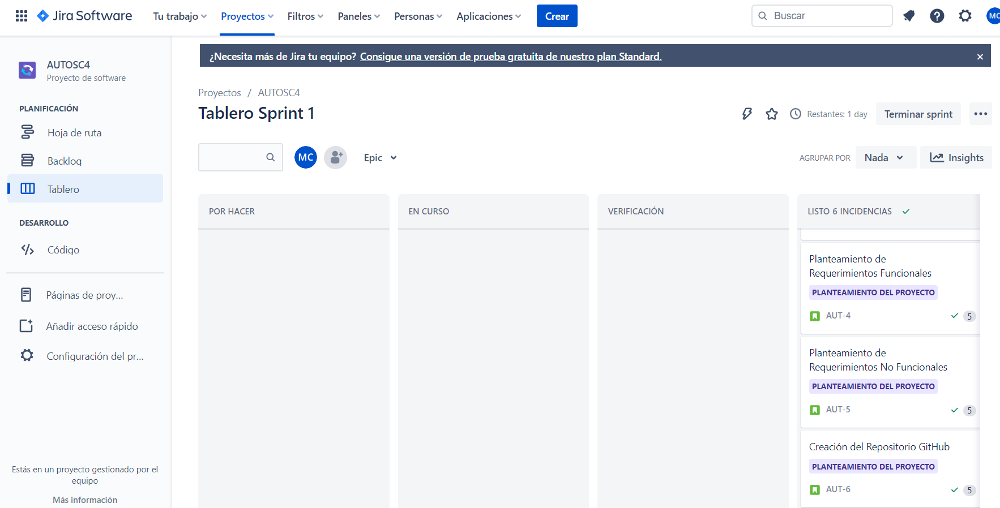 Jira Software
Tu trabajo
Proyectos
Filtros
Paneles
Personas
Aplicaciones
Crear
Buscar
MC
AUTOSC4
Proyecto de software
PLANIFICACIÓN
Hoja de ruta
Backlog
Tablero
DESARROLLO
Código
Páginas de proy...
Añadir acceso rápido
Configuración del pr...
Estás en un proyecto gestionado por el
equipo
Más información
¿Necesita más de Jira tu equipo? Consigue una versión de prueba gratuita de nuestro plan Standard.
Proyectos / AUTOSC4
Tablero Sprint 1
Restantes: 1 day
Terminar sprint
MC
Epic
AGRUPAR POR
Nada
Insights
POR HACER
EN CURSO
VERIFICACIÓN
LISTO 6 INCIDENCIAS
Planteamiento de
Requerimientos Funcionales
PLANTEAMIENTO DEL PROYECTO
AUT-4
5
Planteamiento de
Requerimientos No Funcionales
PLANTEAMIENTO DEL PROYECTO
AUT-5
5
Creación del Repositorio GitHub
PLANTEAMIENTO DEL PROYECTO
AUT-6
5